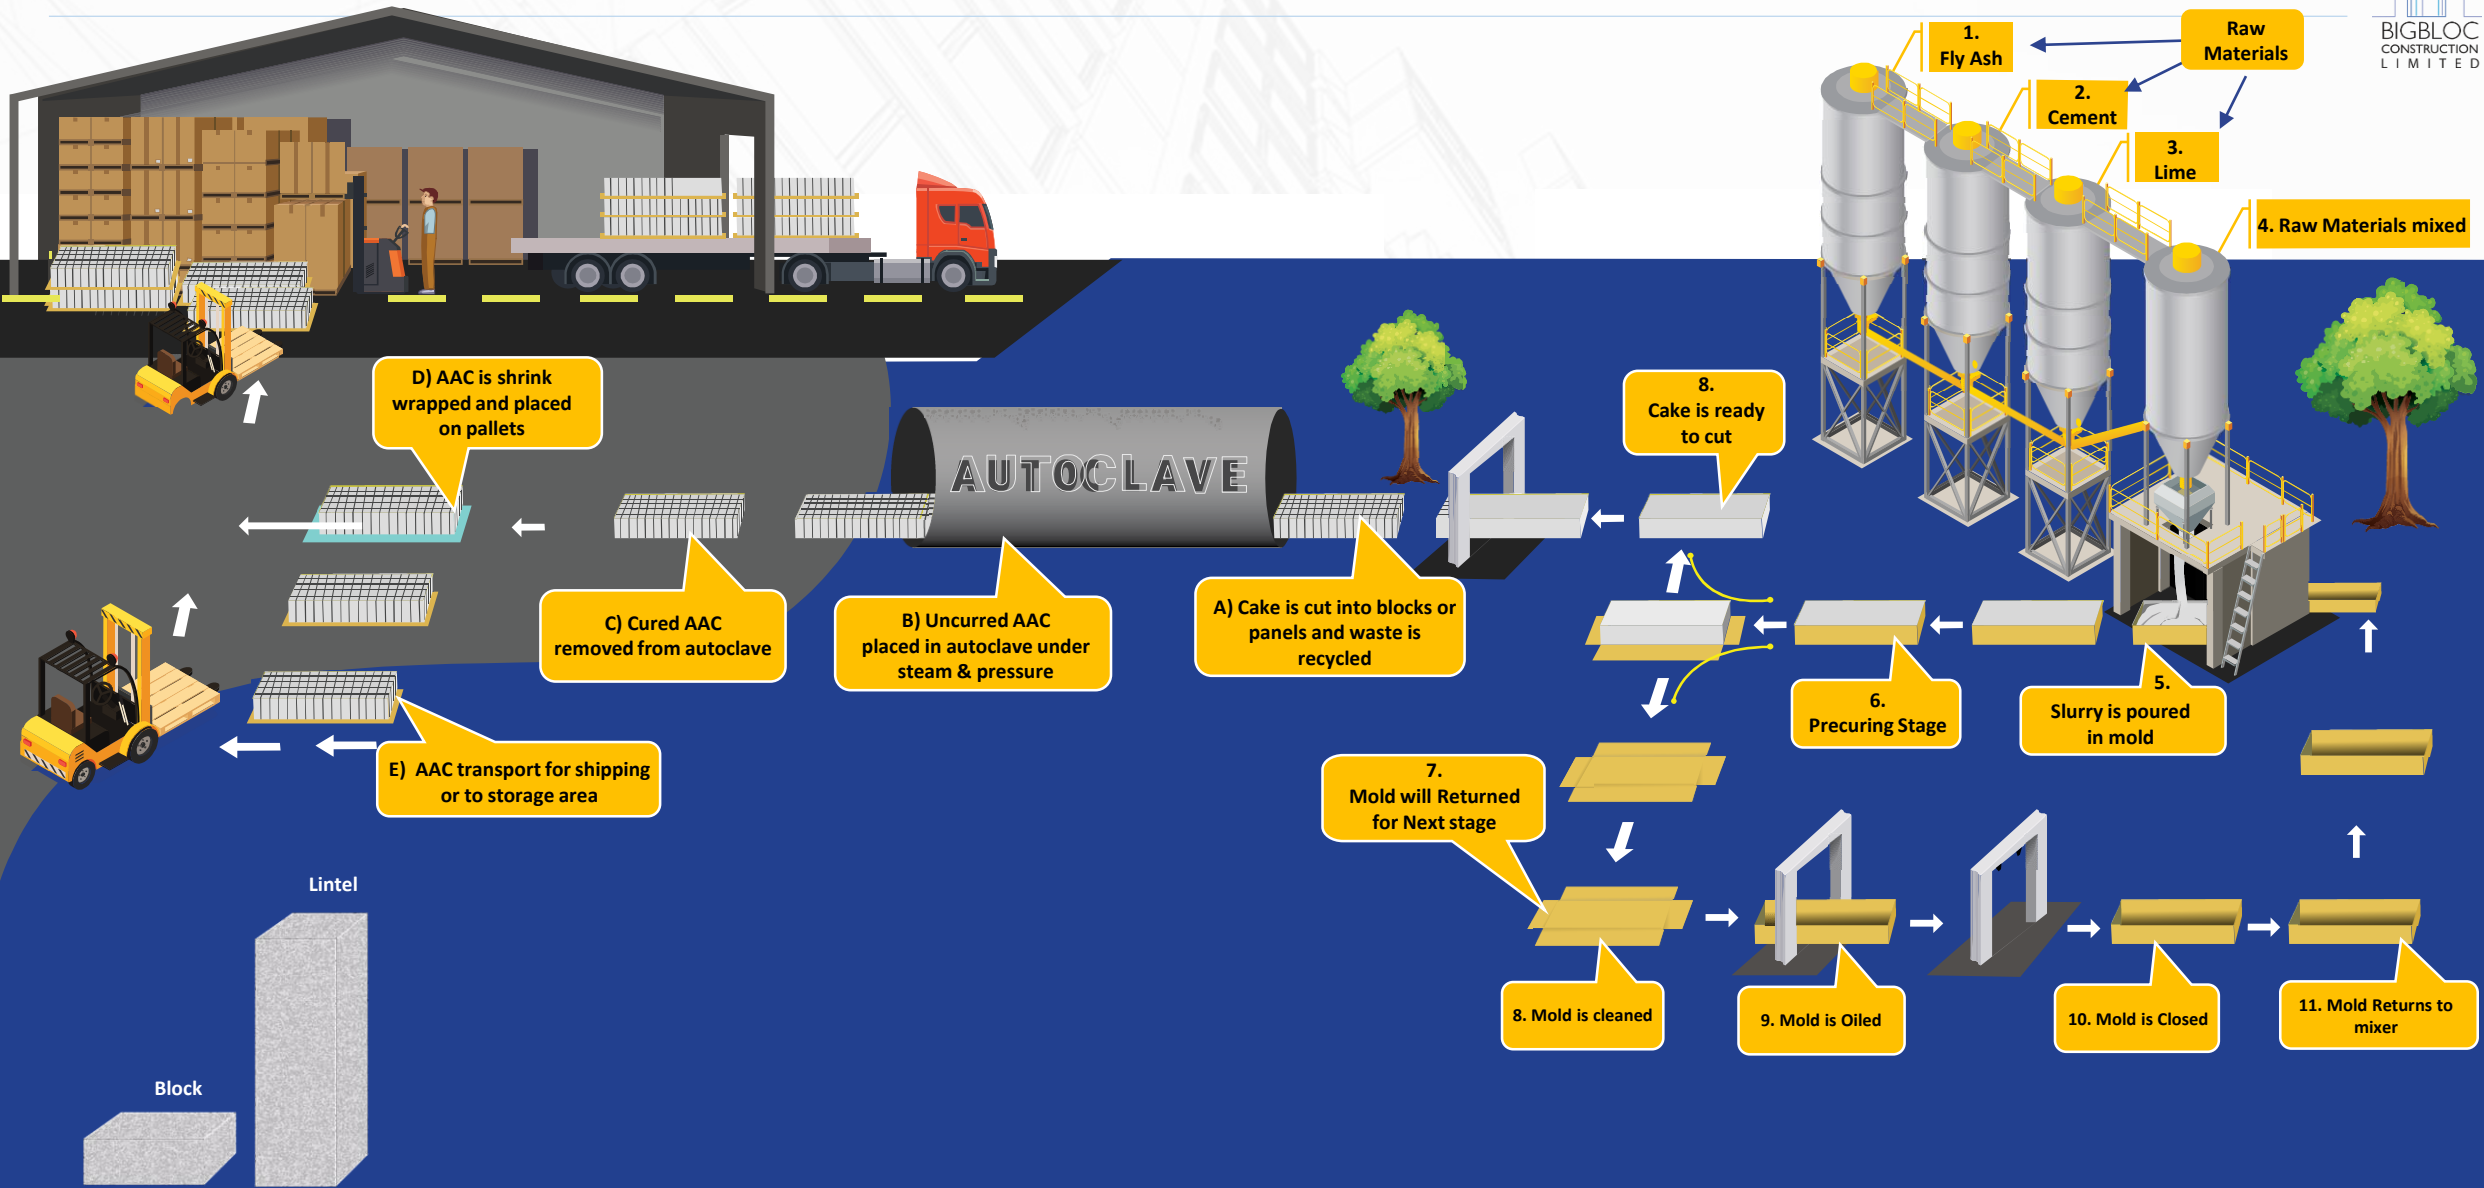 BIGBLOC
CONSTRUCTION
LIMITED
Raw
Materials
1.
Fly Ash
2.
Cement
3.
Lime
4. Raw Materials mixed
D) AAC is shrink
wrapped and placed
on pallets
8.
Cake is ready
to cut
AUTOCLAVE
C) Cured AAC
removed from autoclave
B) Uncurred AAC
placed in autoclave under
steam & pressure
A) Cake is cut into blocks or
panels and waste is
recycled
6.
Precuring Stage
5.
Slurry is poured
in mold
E) AAC transport for shipping
or to storage area
7.
Mold will Returned
for Next stage
8. Mold is cleaned
9. Mold is Oiled
10. Mold is Closed
11. Mold Returns to
mixer
Lintel
Block